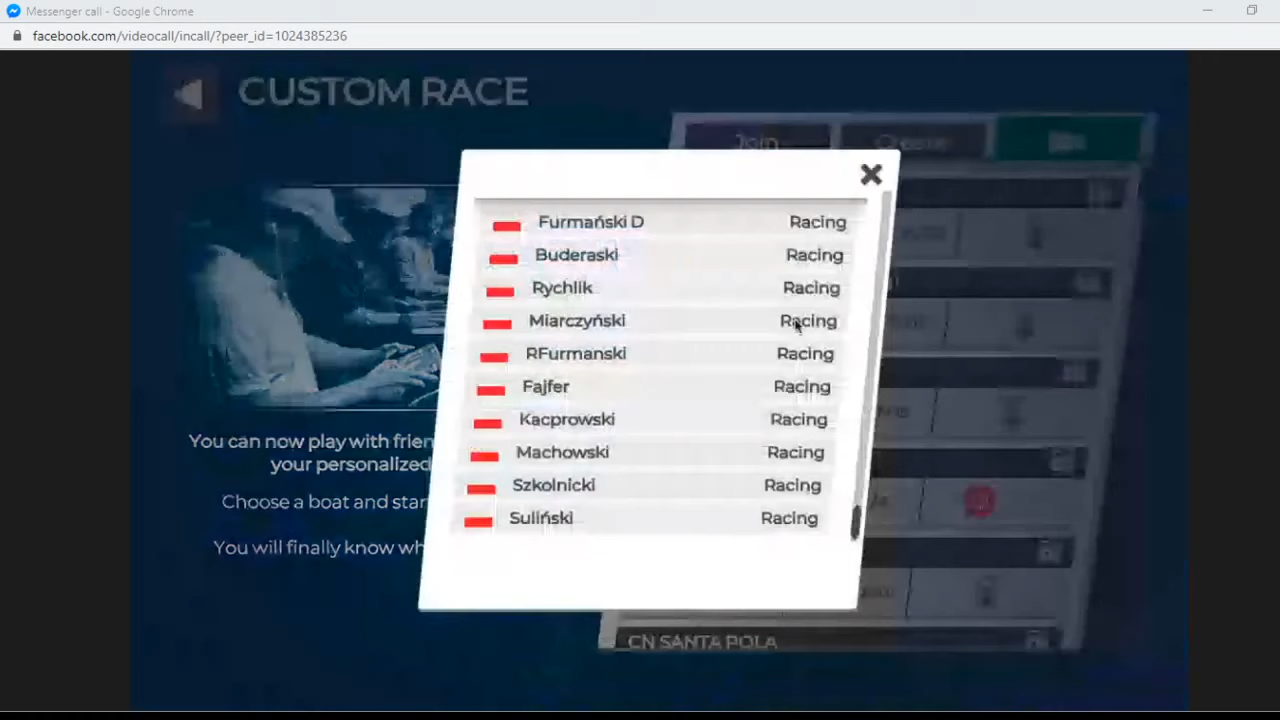 Messenger call - Google Chrome
facebook.com/videocall/incall/?peer_id=1024385236
CUSTOM RACE
Join
Create
Furmański D Racing
Buderaski Racing
Rychlik Racing
Miarczyński Racing
RFurmanski Racing
Fajfer Racing
Kacprowski Racing
Machowski Racing
Szkolnicki Racing
Suliński Racing
You can now play with frien
your personalized
Choose a boat and star
You will finally know wh
CN SANTA POLA